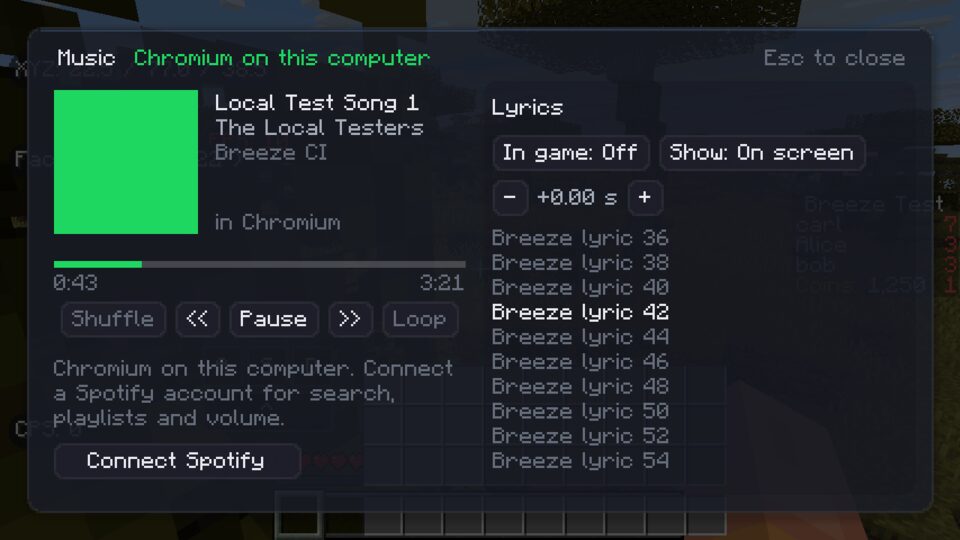 Music Chromium on this computer
Esc to close
Local Test Song 1
The Local Testers
Breeze CI
in Chromium
0:43
3:21
Shuffle
<<
Pause
>>
Loop
Chromium on this computer. Connect
a Spotify account for search,
playlists and volume.
Connect Spotify
Lyrics
In game: Off
Show: On screen
- +0.00 s +
Breeze lyric 36
Breeze lyric 38
Breeze lyric 40
Breeze lyric 42
Breeze lyric 44
Breeze lyric 46
Breeze lyric 48
Breeze lyric 50
Breeze lyric 52
Breeze lyric 54
Breeze Test
carl
Alice
bob
Coins: 1,250